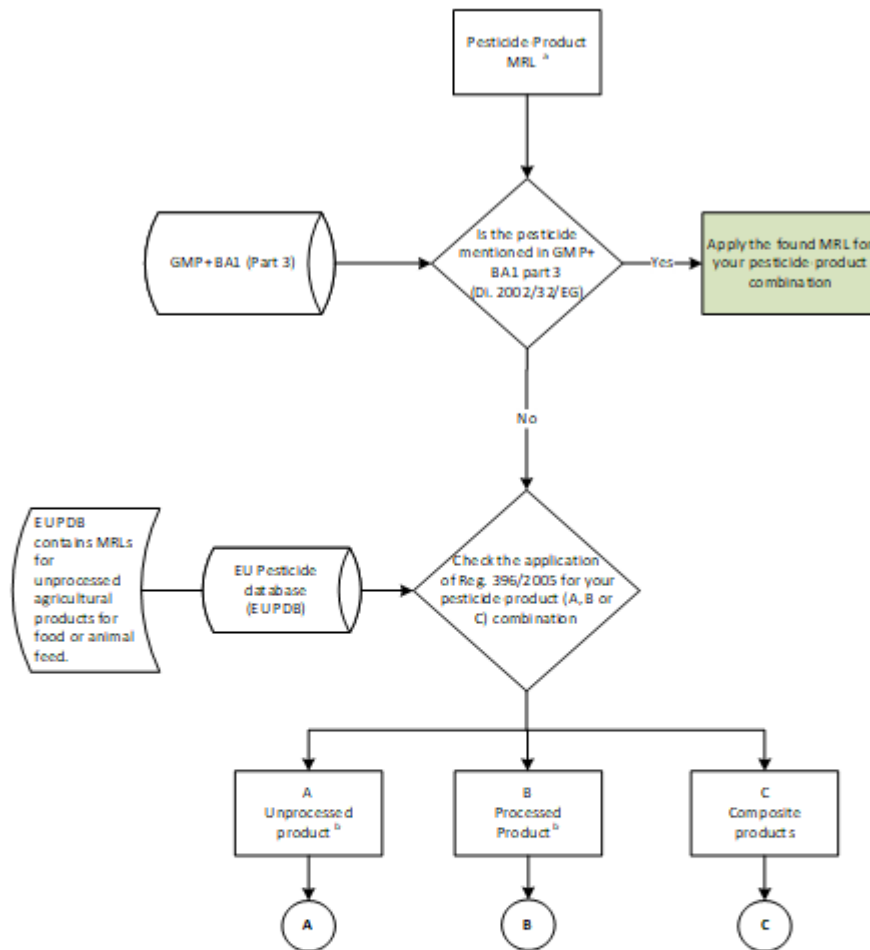 Pesticide-Product
MRL a
GMP+ BA1 (Part 3)
Is the pesticide
mentioned in GMP+
BA1 part 3
(Di. 2002/32/EG)
Yes
Apply the found MRL for
your pesticide-product
combination
No
EUPDB
contains MRLs
for
unprocessed
agricultural
products for
food or animal
feed.
EU Pesticide
database
(EUPDB)
Check the application
of Reg. 396/2005 for your
pesticide-product (A, B or
C) combination
A
Unprocessed
product b
B
Processed
Product b
C
Composite
products
A
B
C